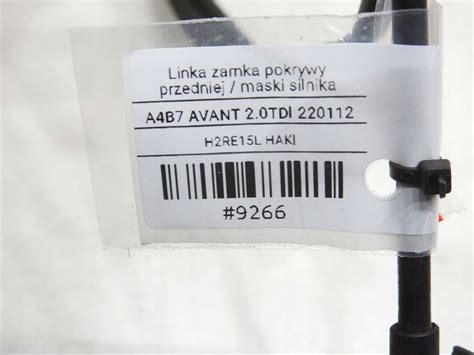 Linka zamka pokrywy
przedniej / maski silnika
A4B7 AVANT 2.0TDI 220112
H2RE15L HAKI
#9266